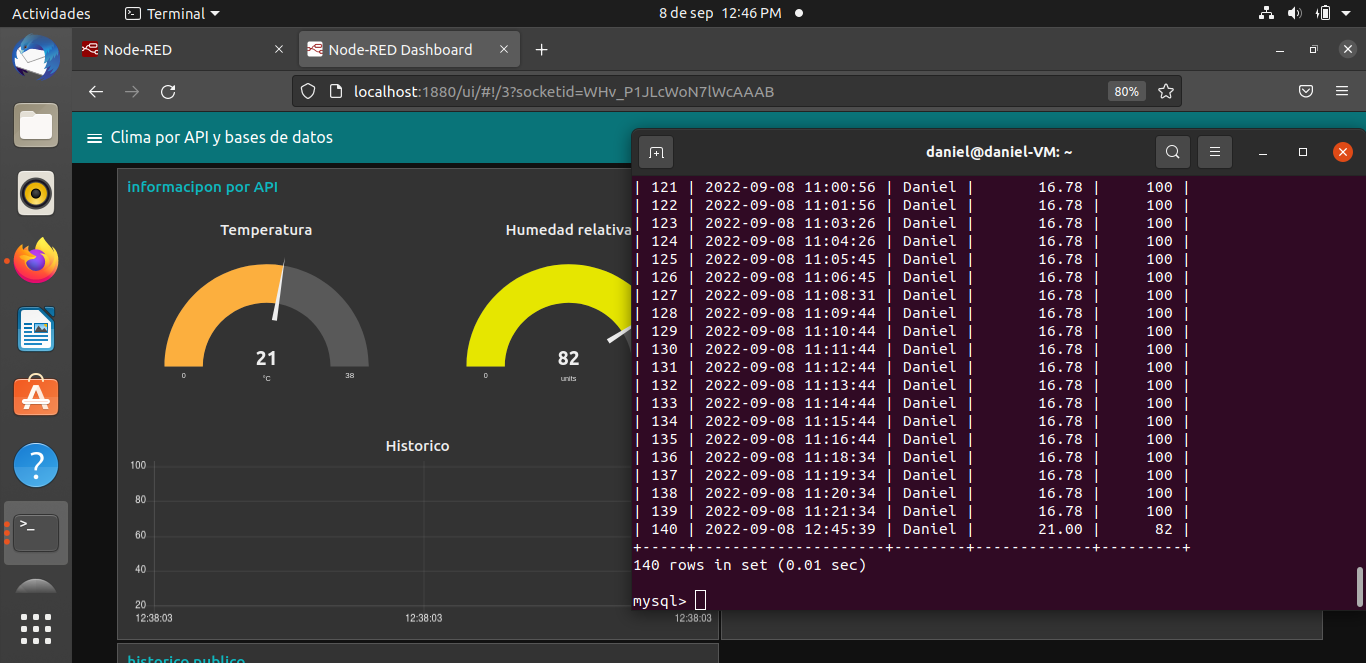 Actividades
Terminal
8 de sep 12:46 PM
Node-RED
Node-RED Dashboard
localhost:1880/ui/#!/3?socketid=WHv_P1JLcWoN7lWcAAAB
80%
Clima por API y bases de datos
informacipon por API
Temperatura
21
0
°C
38
Humedad relativa
82
0
units
Historico
100
80
60
40
20
12:38:03
12:38:03
12:38:03
historico publico
daniel@daniel-VM: ~
| 121 | 2022-09-08 11:00:56 | Daniel | 16.78 | 100 |
| 122 | 2022-09-08 11:01:56 | Daniel | 16.78 | 100 |
| 123 | 2022-09-08 11:03:26 | Daniel | 16.78 | 100 |
| 124 | 2022-09-08 11:04:26 | Daniel | 16.78 | 100 |
| 125 | 2022-09-08 11:05:45 | Daniel | 16.78 | 100 |
| 126 | 2022-09-08 11:06:45 | Daniel | 16.78 | 100 |
| 127 | 2022-09-08 11:08:31 | Daniel | 16.78 | 100 |
| 128 | 2022-09-08 11:09:44 | Daniel | 16.78 | 100 |
| 129 | 2022-09-08 11:10:44 | Daniel | 16.78 | 100 |
| 130 | 2022-09-08 11:11:44 | Daniel | 16.78 | 100 |
| 131 | 2022-09-08 11:12:44 | Daniel | 16.78 | 100 |
| 132 | 2022-09-08 11:13:44 | Daniel | 16.78 | 100 |
| 133 | 2022-09-08 11:14:44 | Daniel | 16.78 | 100 |
| 134 | 2022-09-08 11:15:44 | Daniel | 16.78 | 100 |
| 135 | 2022-09-08 11:16:44 | Daniel | 16.78 | 100 |
| 136 | 2022-09-08 11:18:34 | Daniel | 16.78 | 100 |
| 137 | 2022-09-08 11:19:34 | Daniel | 16.78 | 100 |
| 138 | 2022-09-08 11:20:34 | Daniel | 16.78 | 100 |
| 139 | 2022-09-08 11:21:34 | Daniel | 16.78 | 100 |
| 140 | 2022-09-08 12:45:39 | Daniel | 21.00 | 82 |
+-----+---------------------+--------+-------------+---------+
140 rows in set (0.01 sec)
mysql>